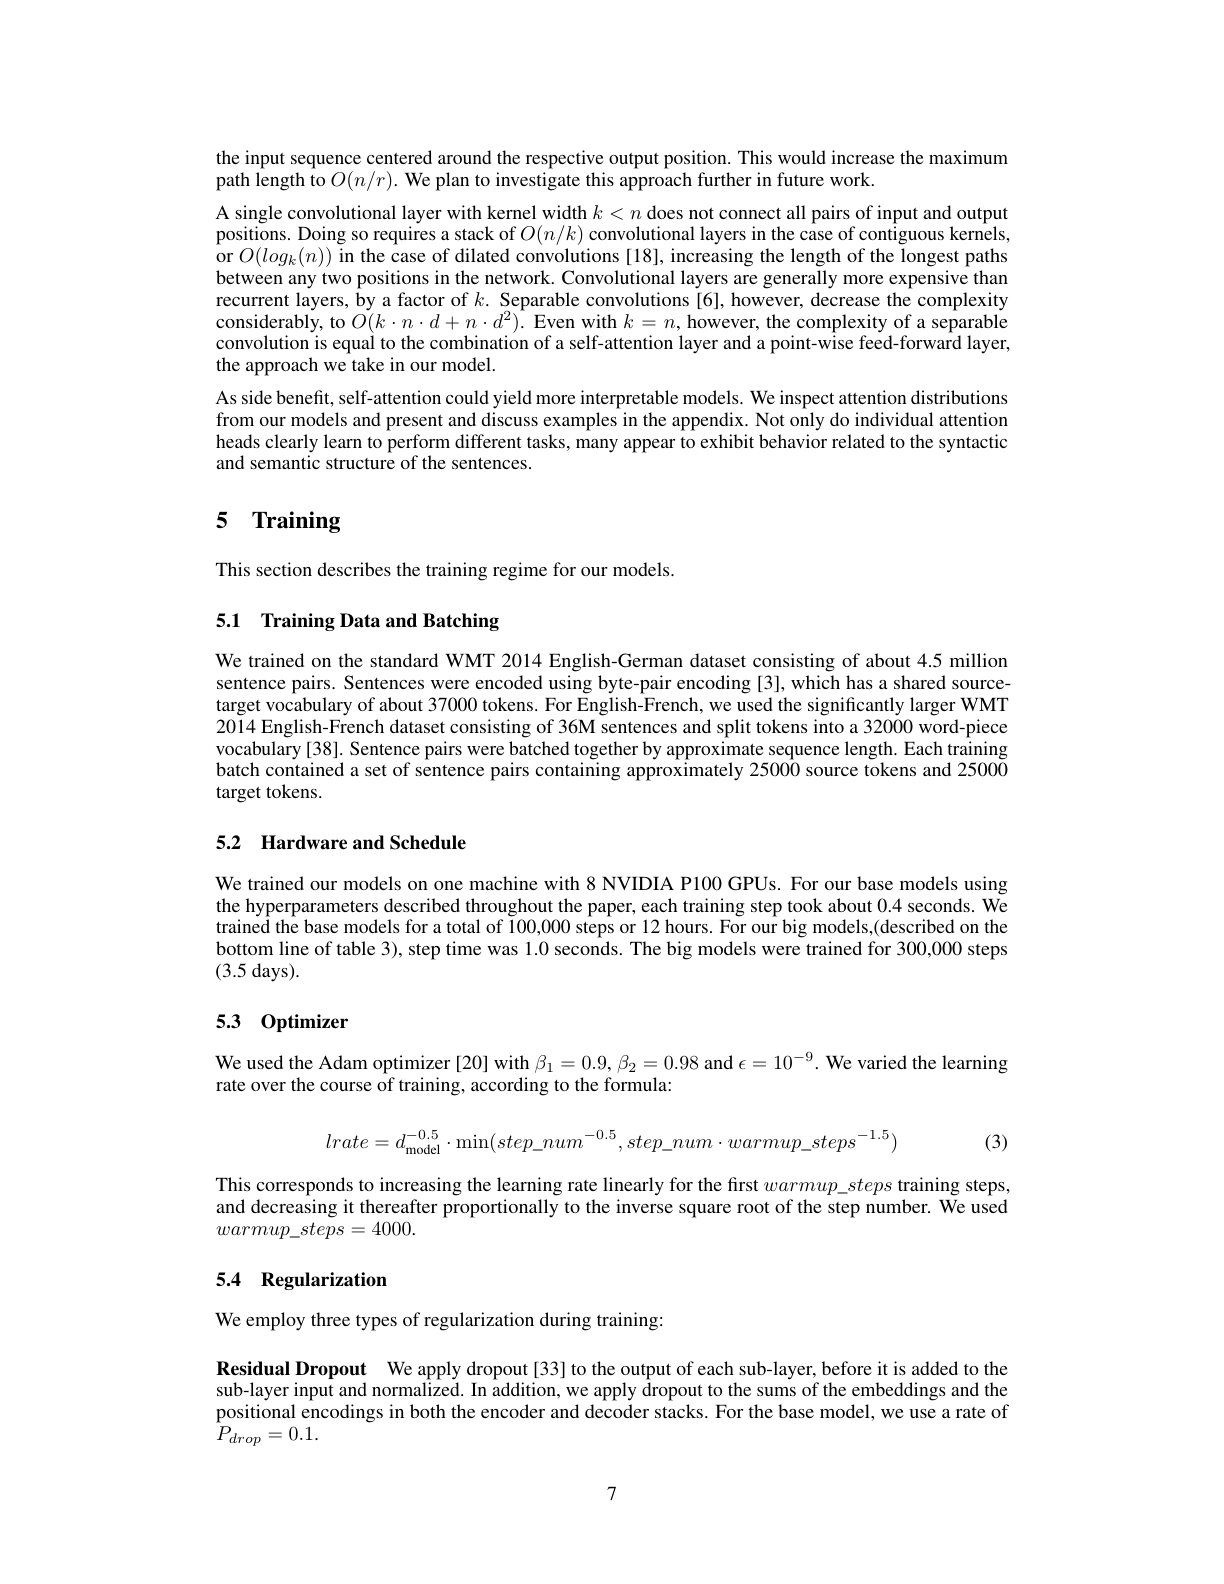 the input sequence centered around the respective output position. This would increase the maximum
path length to O(n/r). We plan to investigate this approach further in future work.
A single convolutional layer with kernel width k < n does not connect all pairs of input and output
positions. Doing so requires a stack of O(n/k) convolutional layers in the case of contiguous kernels,
or O(logₖ(n)) in the case of dilated convolutions [18], increasing the length of the longest paths
between any two positions in the network. Convolutional layers are generally more expensive than
recurrent layers, by a factor of k. Separable convolutions [6], however, decrease the complexity
considerably, to O(k · n · d + n · d²). Even with k = n, however, the complexity of a separable
convolution is equal to the combination of a self-attention layer and a point-wise feed-forward layer,
the approach we take in our model.
As side benefit, self-attention could yield more interpretable models. We inspect attention distributions
from our models and present and discuss examples in the appendix. Not only do individual attention
heads clearly learn to perform different tasks, many appear to exhibit behavior related to the syntactic
and semantic structure of the sentences.
5 Training
This section describes the training regime for our models.
5.1 Training Data and Batching
We trained on the standard WMT 2014 English-German dataset consisting of about 4.5 million
sentence pairs. Sentences were encoded using byte-pair encoding [3], which has a shared source-
target vocabulary of about 37000 tokens. For English-French, we used the significantly larger WMT
2014 English-French dataset consisting of 36M sentences and split tokens into a 32000 word-piece
vocabulary [38]. Sentence pairs were batched together by approximate sequence length. Each training
batch contained a set of sentence pairs containing approximately 25000 source tokens and 25000
target tokens.
5.2 Hardware and Schedule
We trained our models on one machine with 8 NVIDIA P100 GPUs. For our base models using
the hyperparameters described throughout the paper, each training step took about 0.4 seconds. We
trained the base models for a total of 100,000 steps or 12 hours. For our big models,(described on the
bottom line of table 3), step time was 1.0 seconds. The big models were trained for 300,000 steps
(3.5 days).
5.3 Optimizer
We used the Adam optimizer [20] with β₁ = 0.9, β₂ = 0.98 and ϵ = 10⁻⁹. We varied the learning
rate over the course of training, according to the formula:
lrate = d_model^−0.5 · min(step_num^−0.5, step_num · warmup_steps^−1.5) (3)
This corresponds to increasing the learning rate linearly for the first warmup_steps training steps,
and decreasing it thereafter proportionally to the inverse square root of the step number. We used
warmup_steps = 4000.
5.4 Regularization
We employ three types of regularization during training:
Residual Dropout We apply dropout [33] to the output of each sub-layer, before it is added to the
sub-layer input and normalized. In addition, we apply dropout to the sums of the embeddings and the
positional encodings in both the encoder and decoder stacks. For the base model, we use a rate of
P_drop = 0.1.
7